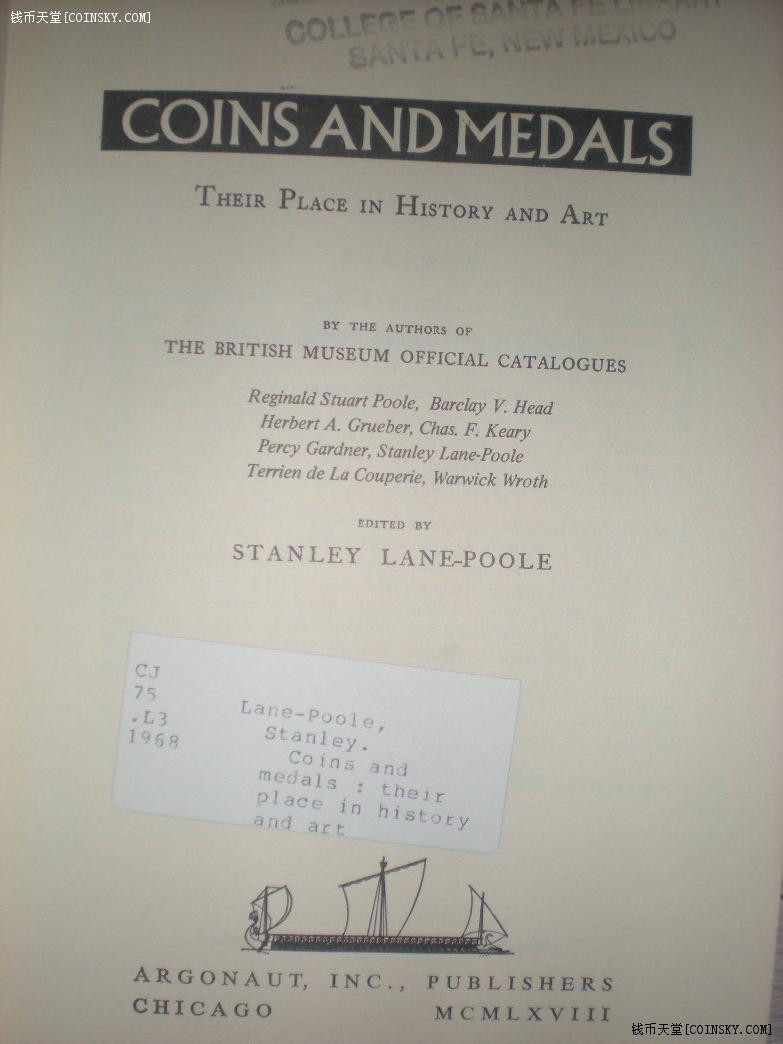 钱币天堂[COINSKY.COM]
COLLEGE OF SANTA FE LIBRARY
SANTA FE, NEW MEXICO
COINS AND MEDALS
THEIR PLACE IN HISTORY AND ART
BY THE AUTHORS OF
THE BRITISH MUSEUM OFFICIAL CATALOGUES
Reginald Stuart Poole, Barclay V. Head
Herbert A. Grueber, Chas. F. Keary
Percy Gardner, Stanley Lane-Poole
Terrien de La Couperie, Warwick Wroth
EDITED BY
STANLEY LANE-POOLE
CJ
75
.L3
1968
Lane-Poole,
Stanley.
Coins and
medals : their
place in history
and art
ARGONAUT, INC., PUBLISHERS
CHICAGO MCMLXVIII
钱币天堂[COINSKY.COM]